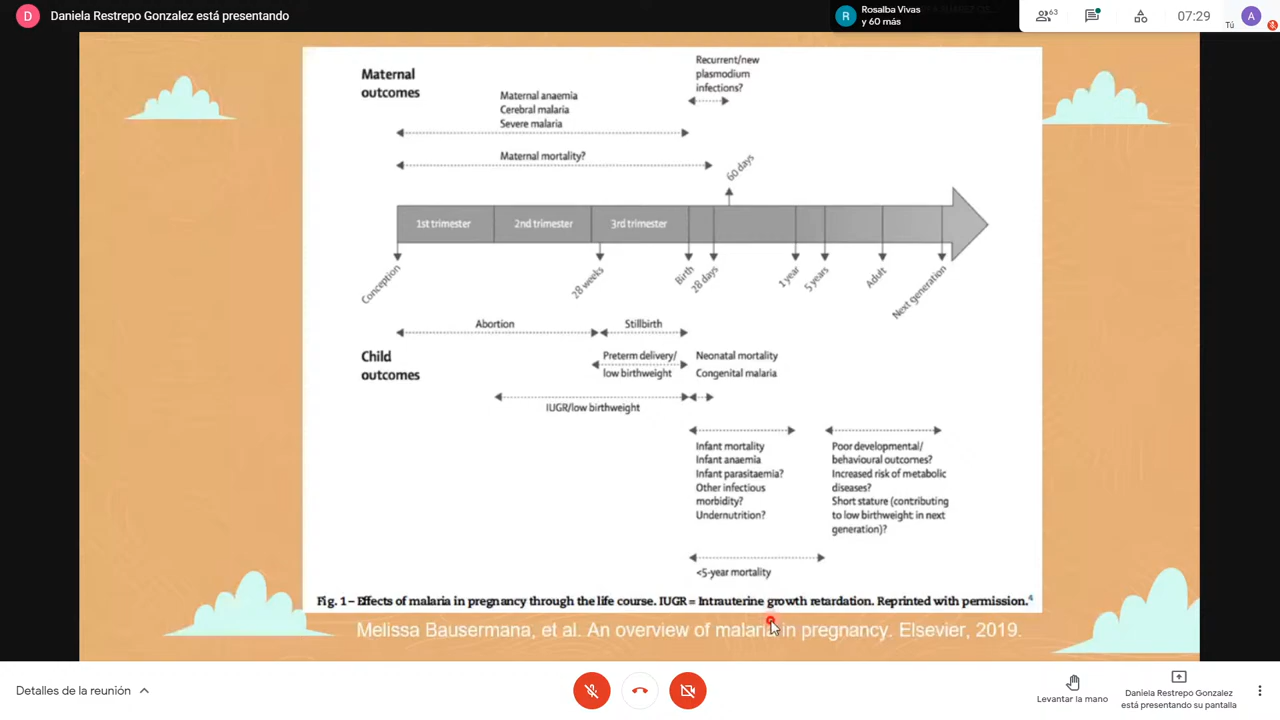 D
Daniela Restrepo Gonzalez está presentando
R
Rosalba Vivas
y 60 más
63
07:29
Tú
A
Maternal
outcomes
Maternal anaemia
Cerebral malaria
Severe malaria
Recurrent/new
plasmodium
infections?
Maternal mortality?
60 days
1st trimester
2nd trimester
3rd trimester
Conception
28 weeks
Birth
28 days
1 year
5 years
Adult
Next generation
Abortion
Stillbirth
Child
outcomes
Preterm delivery/
low birthweight
Neonatal mortality
Congenital malaria
IUGR/low birthweight
Infant mortality
Infant anaemia
Infant parasitaemia?
Other infectious
morbidity?
Undernutrition?
Poor developmental/
behavioural outcomes?
Increased risk of metabolic
diseases?
Short stature (contributing
to low birthweight in next
generation)?
<5-year mortality
Fig. 1 – Effects of malaria in pregnancy through the life course. IUGR = Intrauterine growth retardation. Reprinted with permission.4
Melissa Bausermana, et al. An overview of malaria in pregnancy. Elsevier, 2019.
Detalles de la reunión
Levantar la mano
Daniela Restrepo Gonzalez
está presentando su pantalla